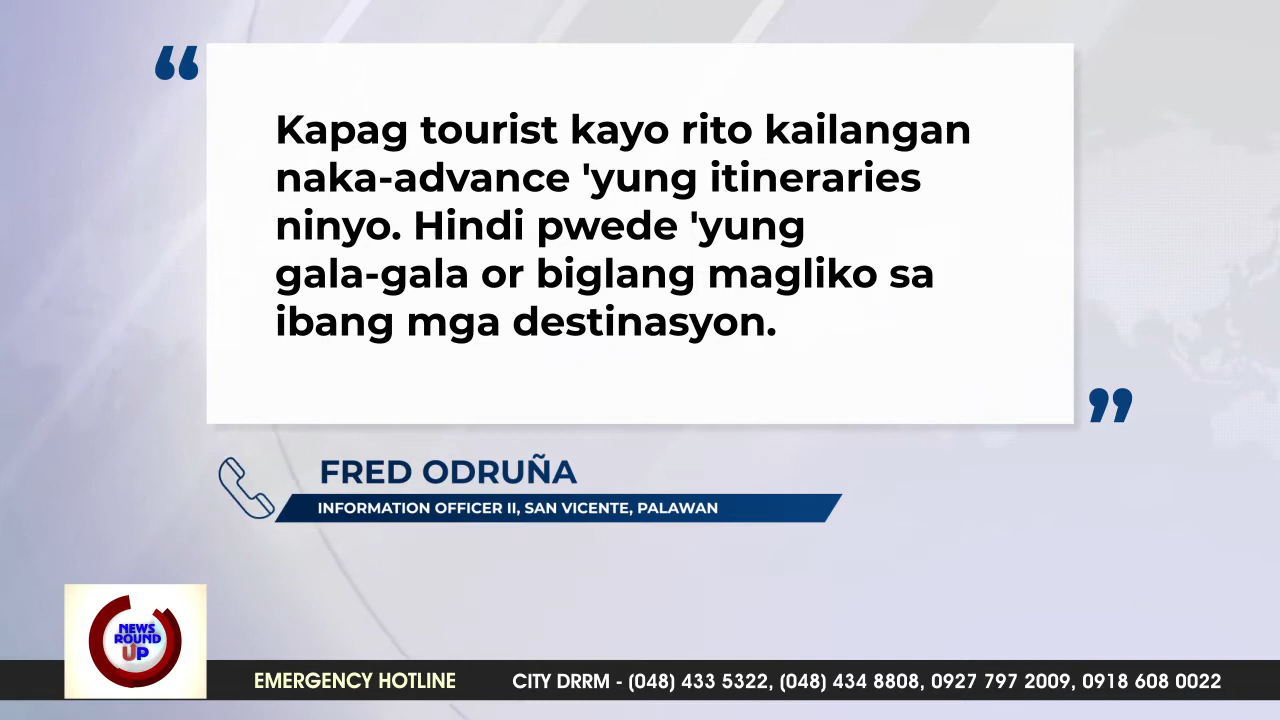 “
Kapag tourist kayo rito kailangan
naka-advance 'yung itineraries
ninyo. Hindi pwede 'yung
gala-gala or biglang magliko sa
ibang mga destinasyon.
”
FRED ODRUÑA
INFORMATION OFFICER II, SAN VICENTE, PALAWAN
NEWS
ROUND
UP
EMERGENCY HOTLINE CITY DRRM - (048) 433 5322, (048) 434 8808, 0927 797 2009, 0918 608 0022